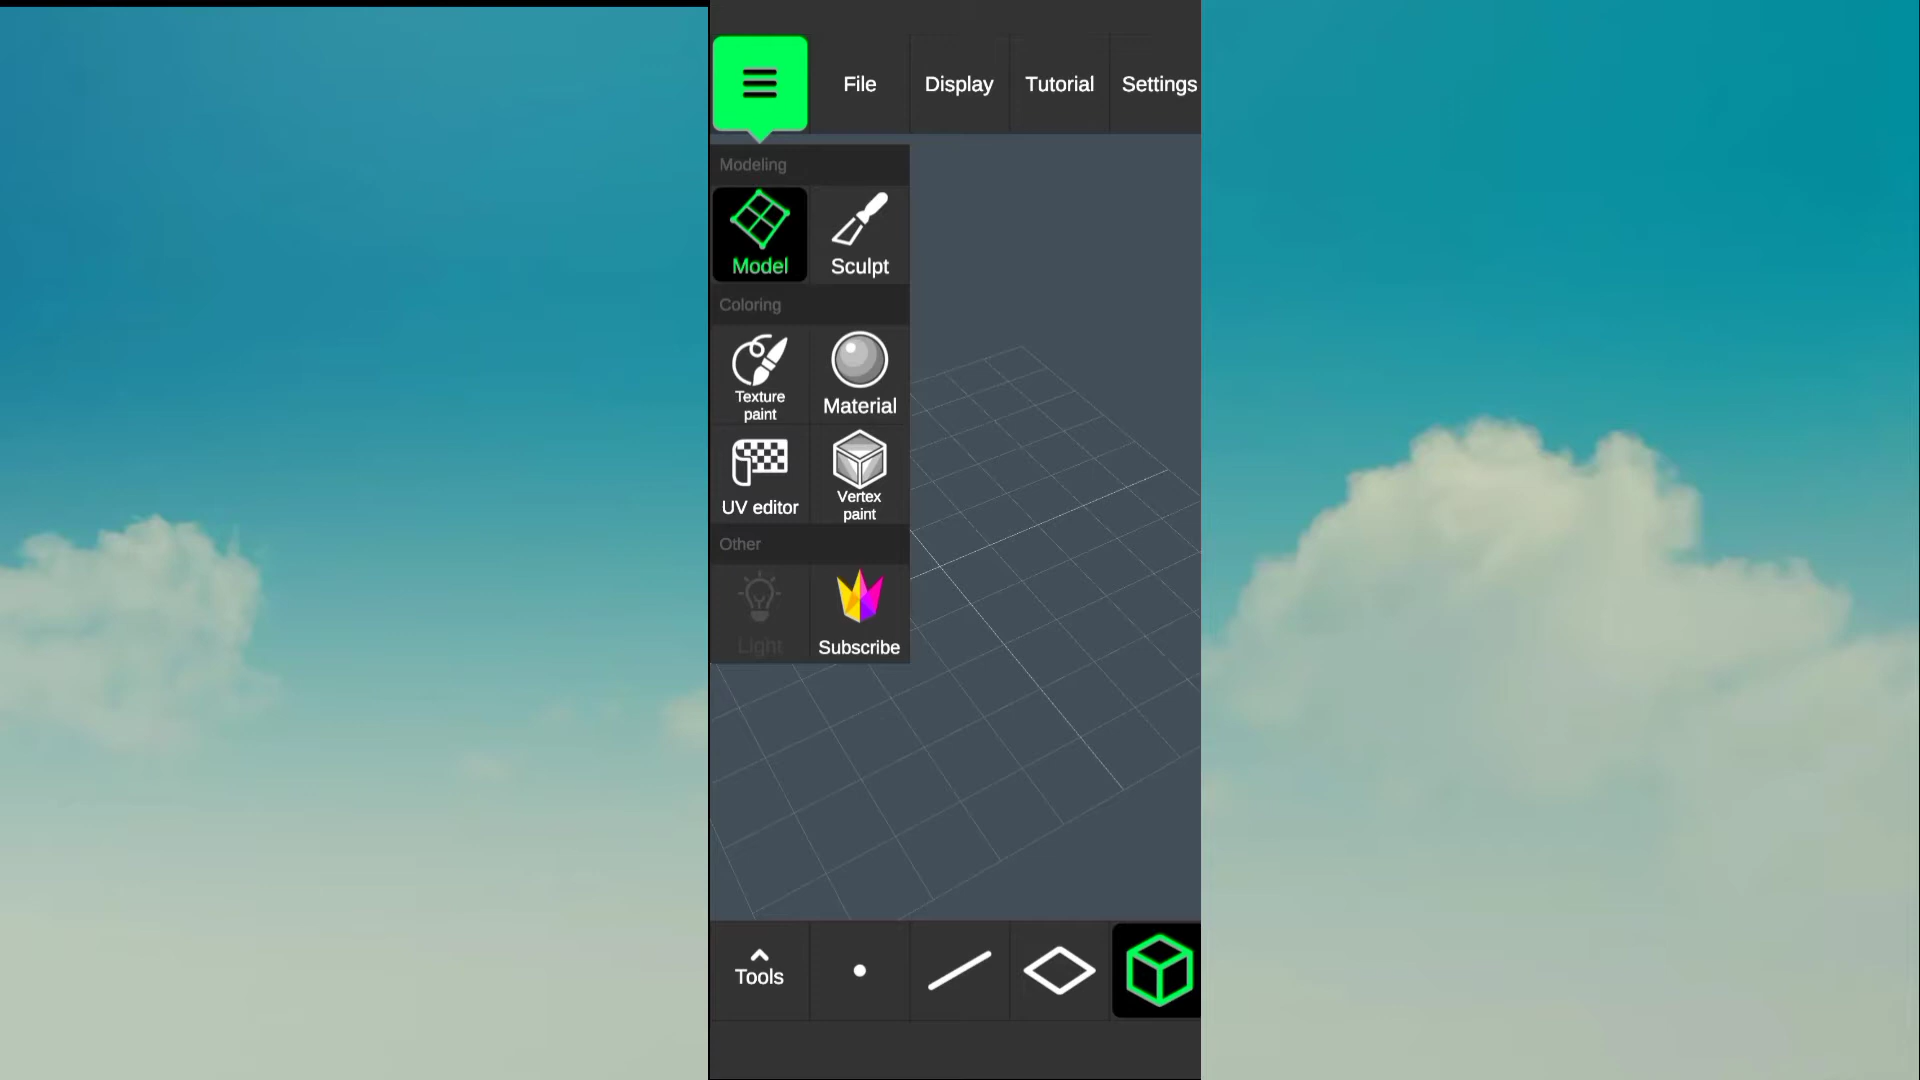 File
Display
Tutorial
Settings
Modeling
Model
Sculpt
Coloring
Texture
paint
Material
UV editor
Vertex
paint
Other
Light
Subscribe
Tools